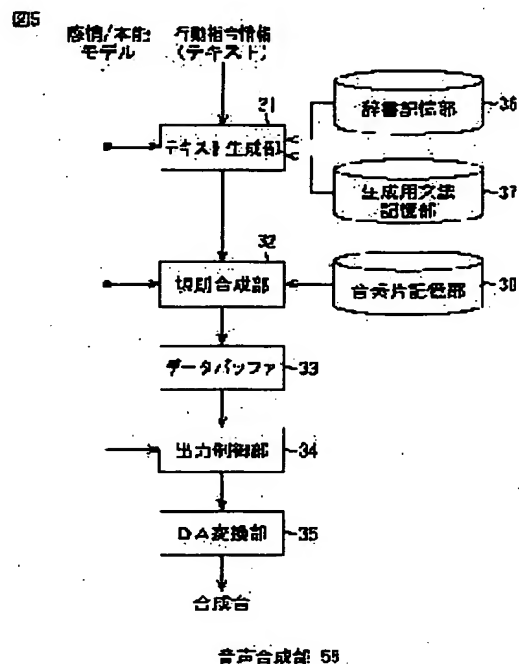 図5
感情/本能
モデル
行動指令情報
(テキスト)
31
テキスト生成部
辞書記憶部
36
生成用文法
記憶部
37
32
規則合成部
音素片記憶部
38
データバッファ
33
出力制御部
34
DA変換部
35
合成音
音声合成部 55